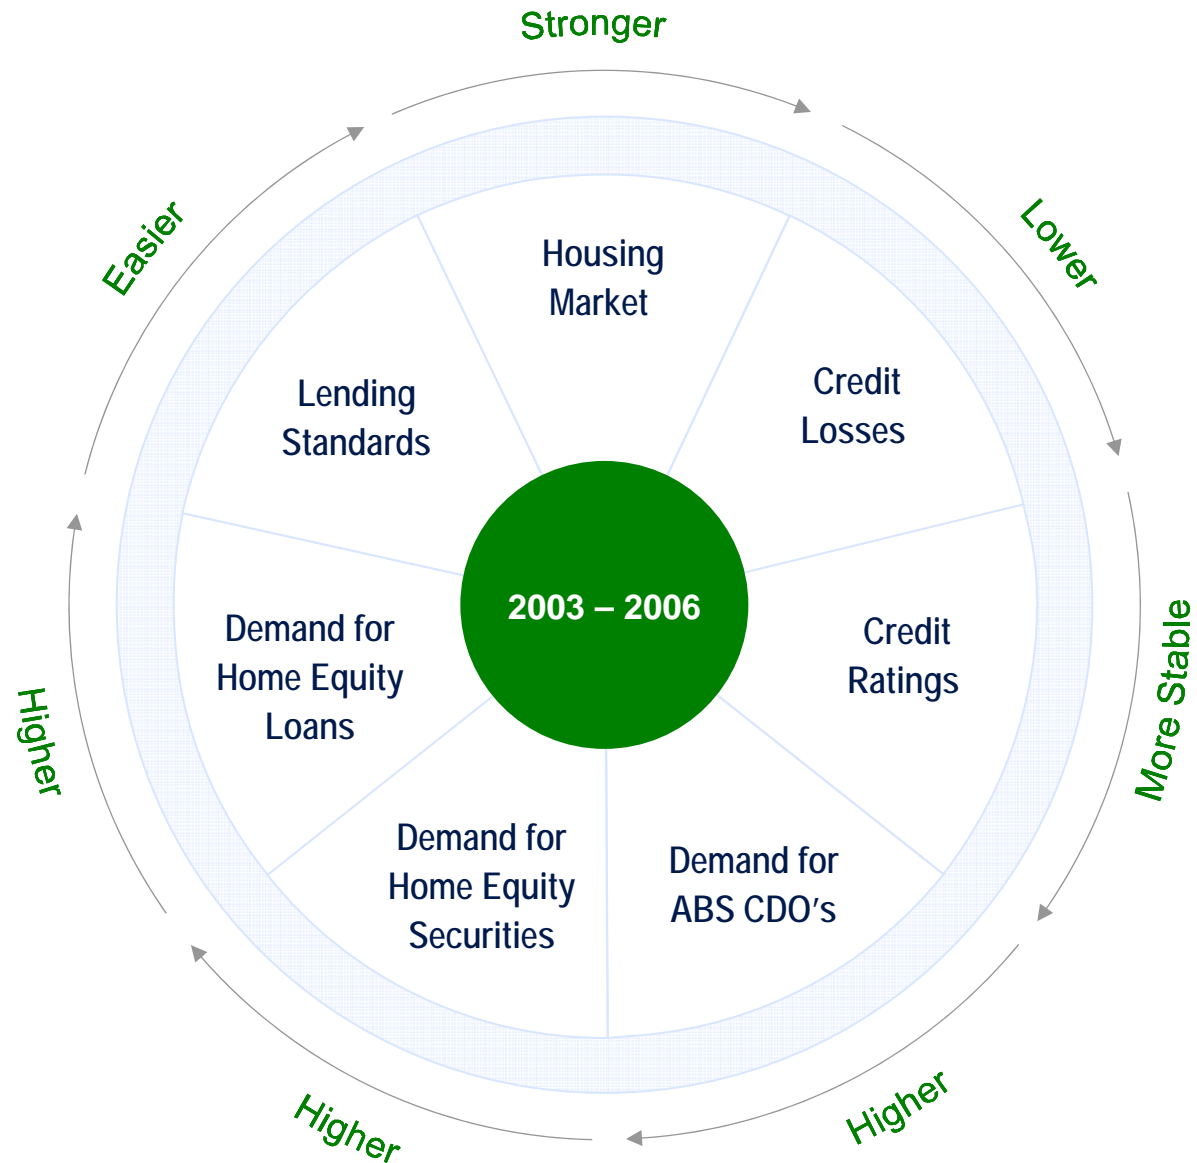 Stronger
Easier
Lower
Housing
Market
Lending
Standards
Credit
Losses
2003 – 2006
Demand for
Home Equity
Loans
Credit
Ratings
Higher
More Stable
Demand for
Home Equity
Securities
Demand for
ABS CDO’s
Higher
Higher